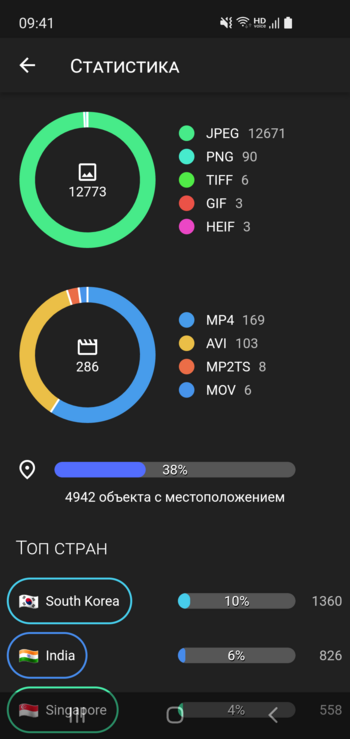 09:41
HD
VOICE
Статистика
12773
JPEG 12671
PNG 90
TIFF 6
GIF 3
HEIF 3
286
MP4 169
AVI 103
MP2TS 8
MOV 6
38%
4942 объекта с местоположением
Топ стран
South Korea 10% 1360
India 6% 826
Singapore 4% 558